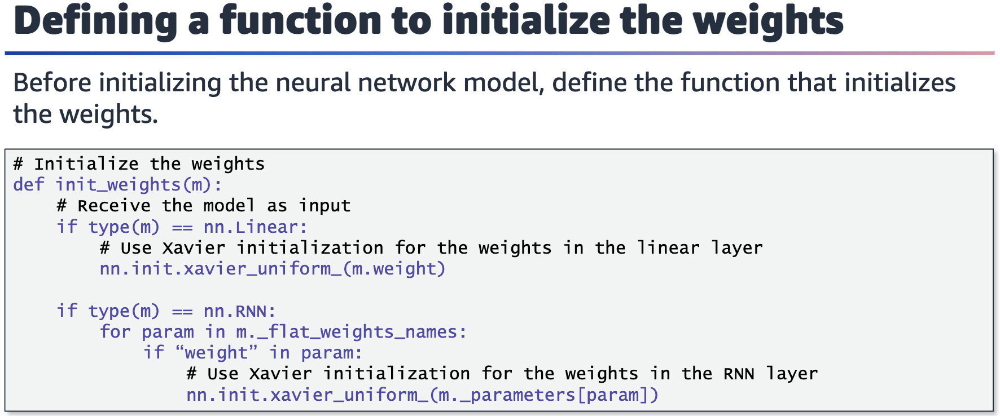 Defining a function to initialize the weights
Before initializing the neural network model, define the function that initializes
the weights.
# Initialize the weights
def init_weights(m):
    # Receive the model as input
    if type(m) == nn.Linear:
        # Use Xavier initialization for the weights in the linear layer
        nn.init.xavier_uniform_(m.weight)

    if type(m) == nn.RNN:
        for param in m._flat_weights_names:
            if “weight” in param:
                # Use Xavier initialization for the weights in the RNN layer
                nn.init.xavier_uniform_(m._parameters[param])